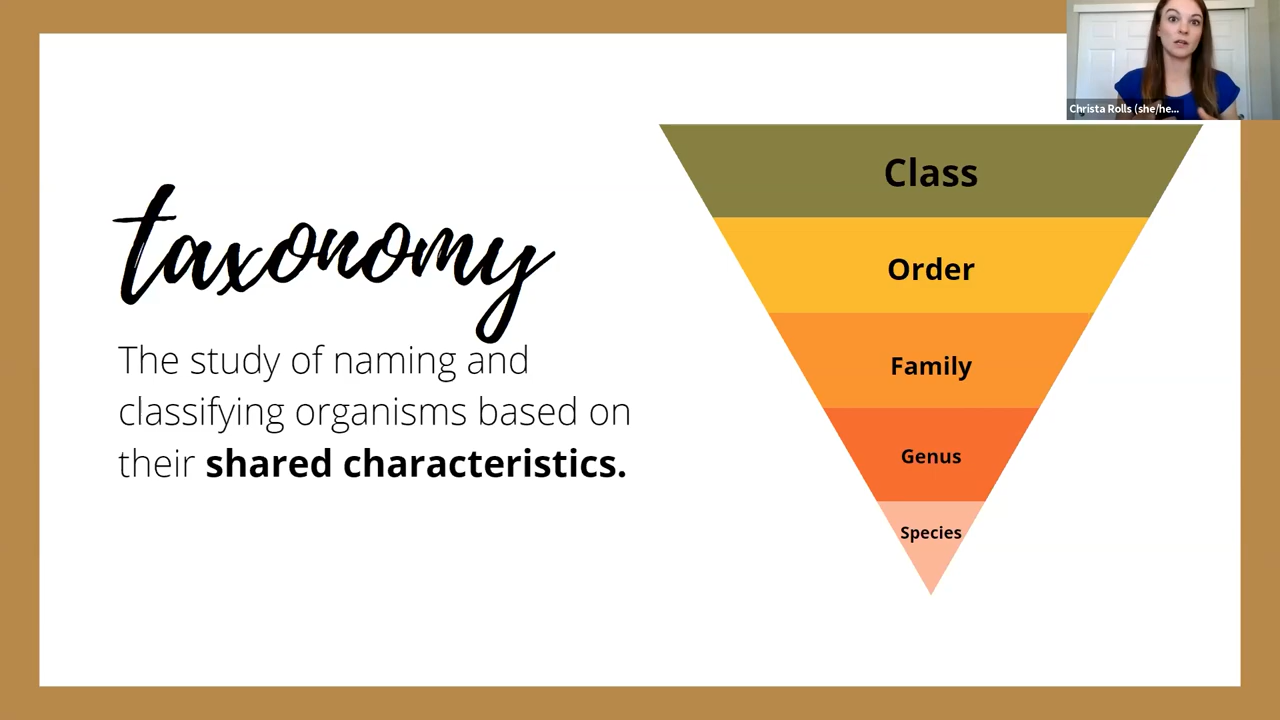 Christa Rolls (she/he...
taxonomy
The study of naming and
classifying organisms based on
their shared characteristics.
Class
Order
Family
Genus
Species